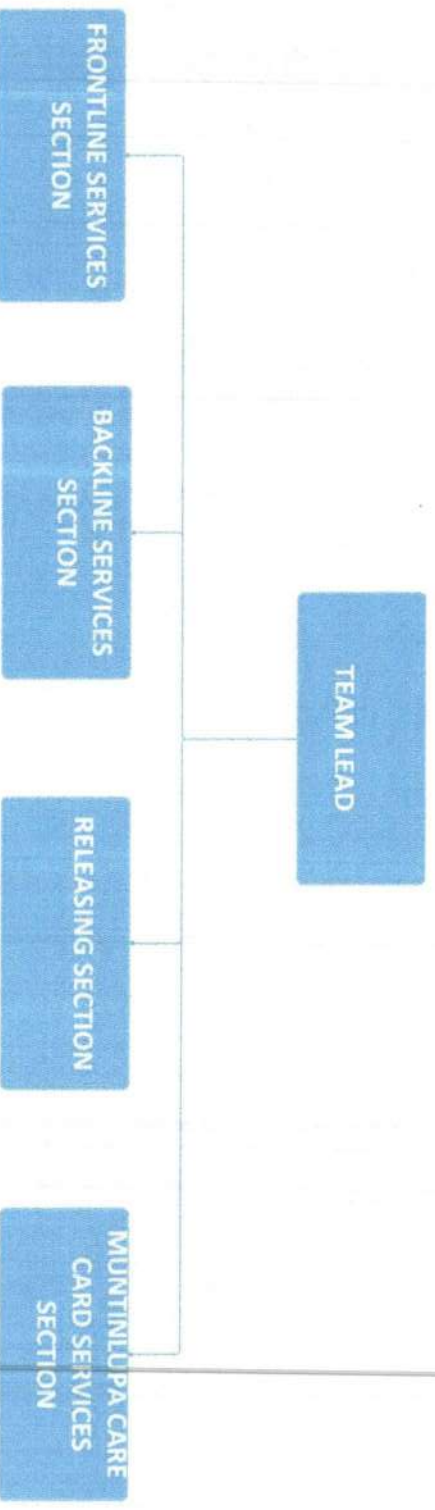 TEAM LEAD
FRONTLINE SERVICES
SECTION
BACKLINE SERVICES
SECTION
RELEASING SECTION
MUNTINLUPA CARE
CARD SERVICES
SECTION